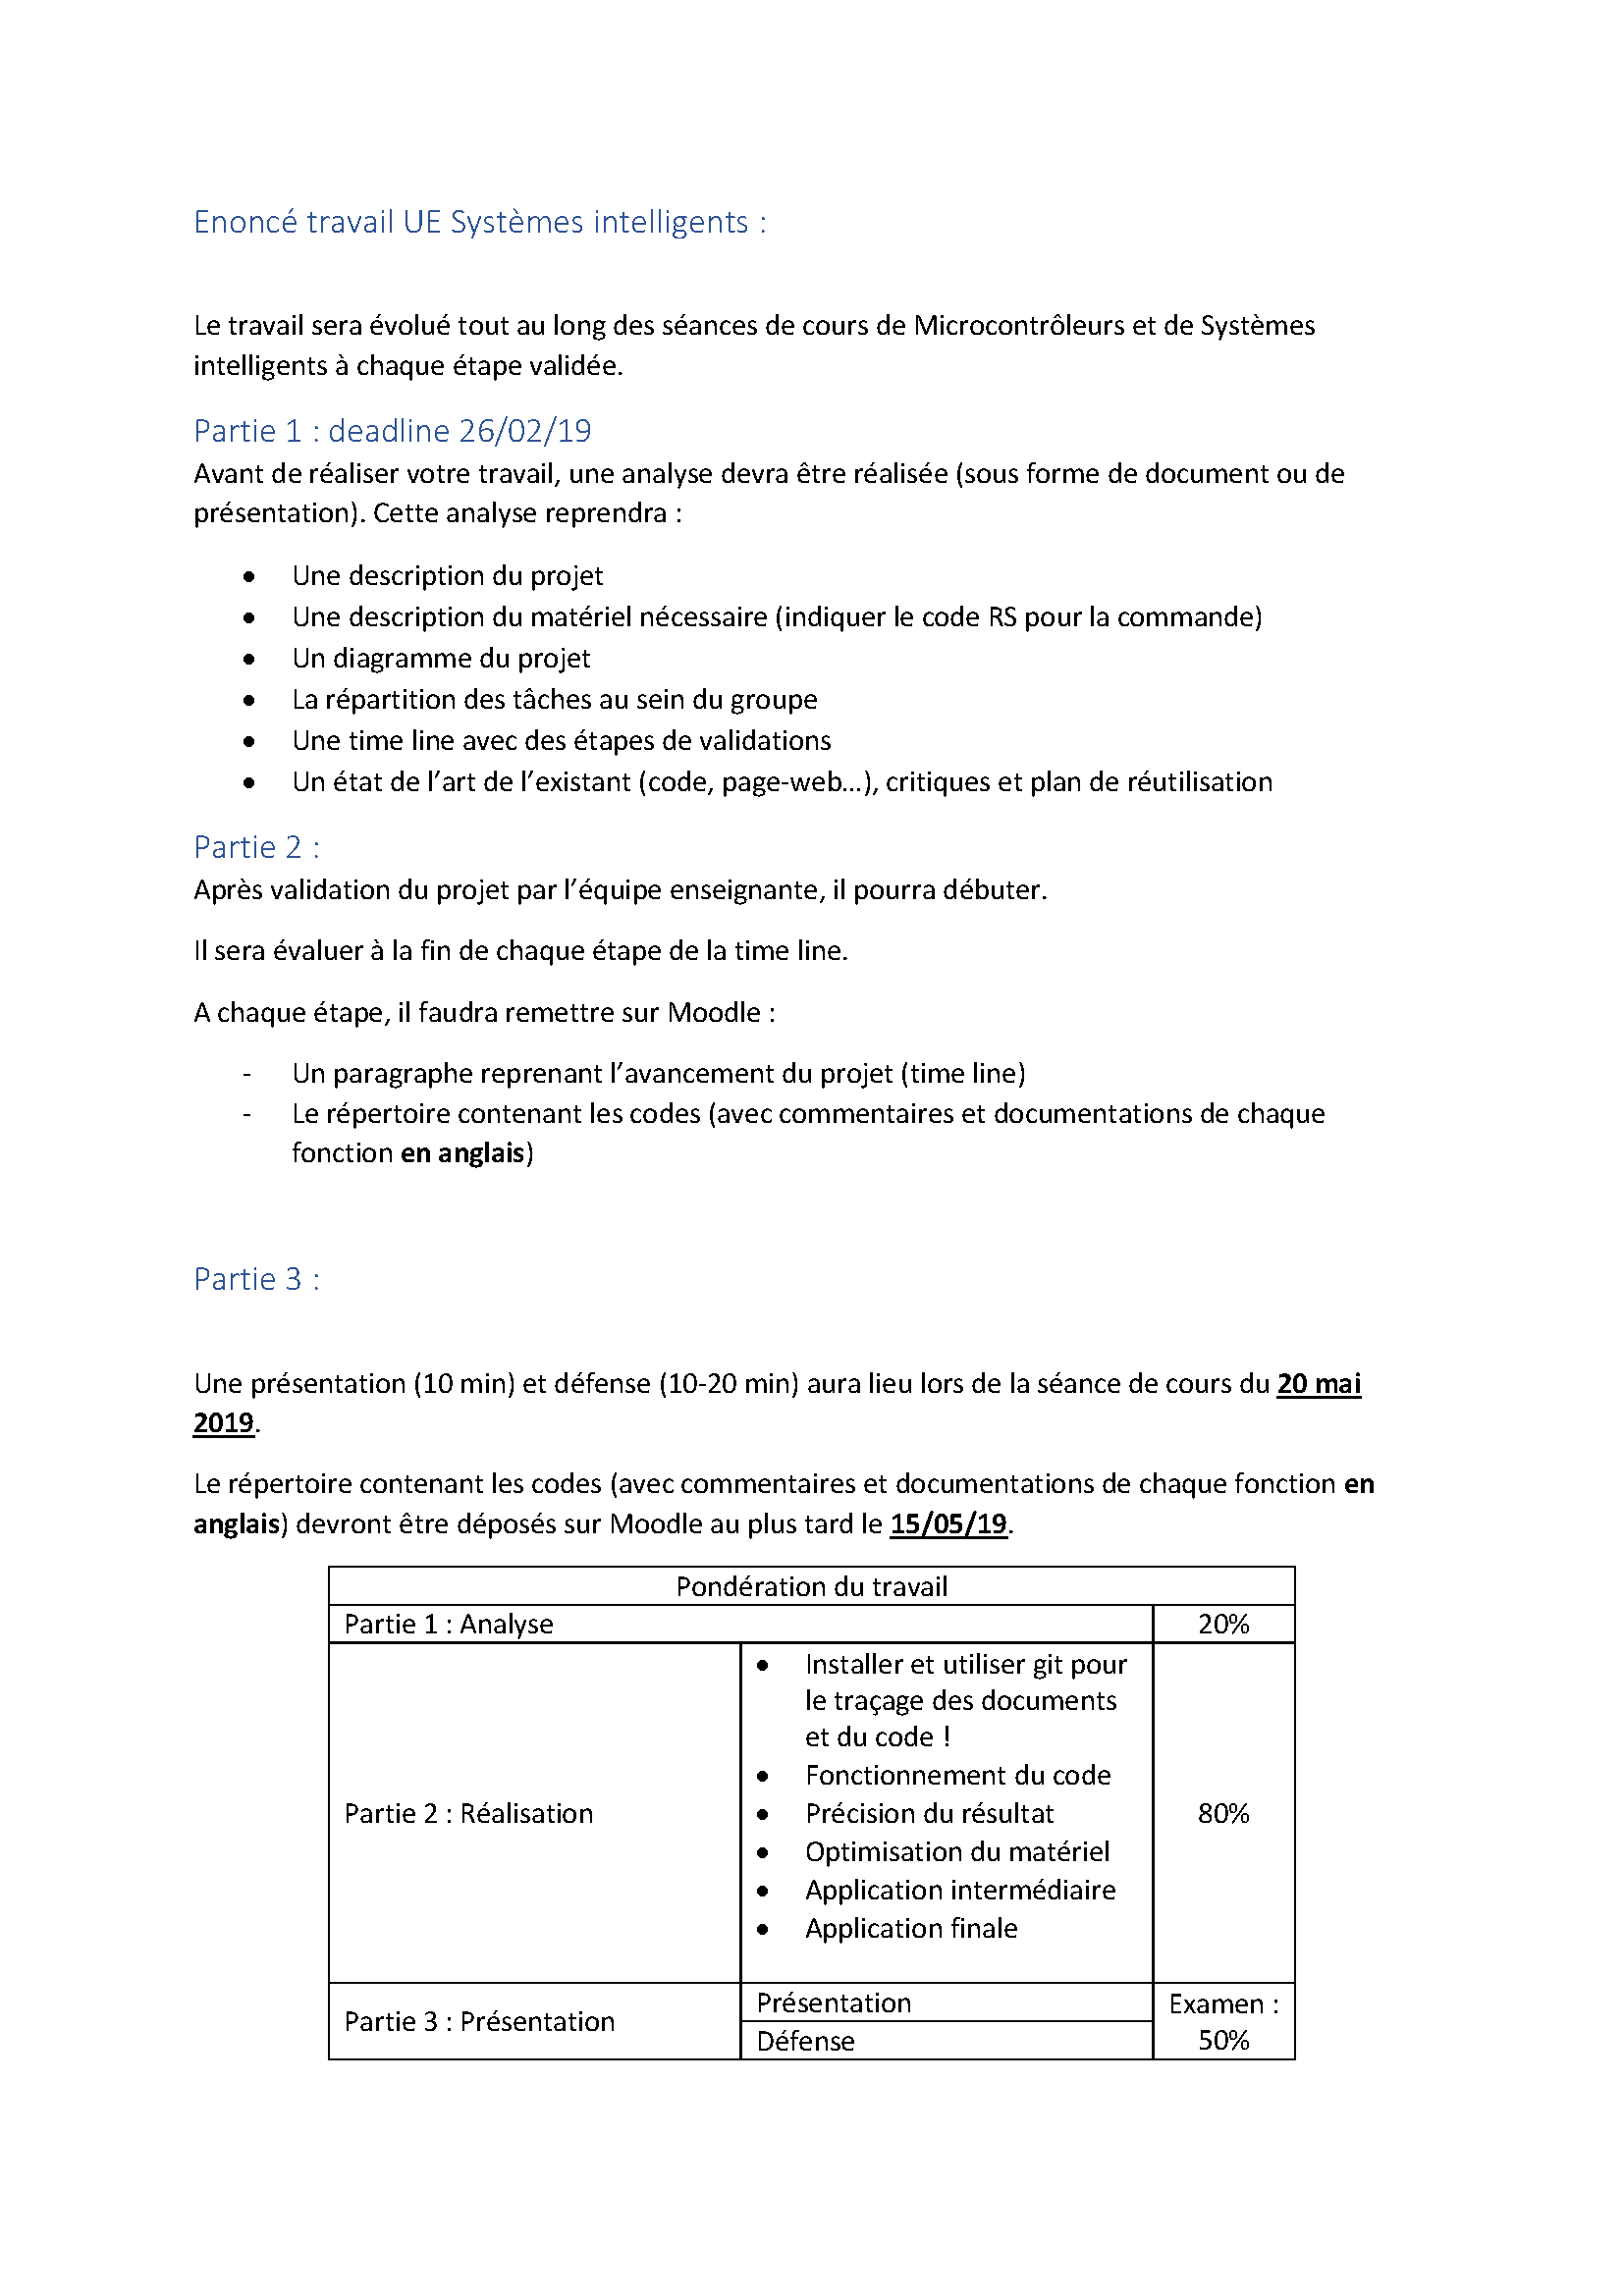 Enoncé travail UE Systèmes intelligents :
Le travail sera évolué tout au long des séances de cours de Microcontrôleurs et de Systèmes
intelligents à chaque étape validée.
Partie 1 : deadline 26/02/19
Avant de réaliser votre travail, une analyse devra être réalisée (sous forme de document ou de
présentation). Cette analyse reprendra :
• Une description du projet
• Une description du matériel nécessaire (indiquer le code RS pour la commande)
• Un diagramme du projet
• La répartition des tâches au sein du groupe
• Une time line avec des étapes de validations
• Un état de l’art de l’existant (code, page-web…), critiques et plan de réutilisation
Partie 2 :
Après validation du projet par l’équipe enseignante, il pourra débuter.
Il sera évaluer à la fin de chaque étape de la time line.
A chaque étape, il faudra remettre sur Moodle :
- Un paragraphe reprenant l’avancement du projet (time line)
- Le répertoire contenant les codes (avec commentaires et documentations de chaque
fonction en anglais)
Partie 3 :
Une présentation (10 min) et défense (10-20 min) aura lieu lors de la séance de cours du 20 mai
2019.
Le répertoire contenant les codes (avec commentaires et documentations de chaque fonction en
anglais) devront être déposés sur Moodle au plus tard le 15/05/19.
Pondération du travail
Partie 1 : Analyse 20%
• Installer et utiliser git pour
le traçage des documents
et du code !
• Fonctionnement du code
Partie 2 : Réalisation • Précision du résultat 80%
• Optimisation du matériel
• Application intermédiaire
• Application finale
Partie 3 : Présentation
Présentation
Défense
Examen :
50%